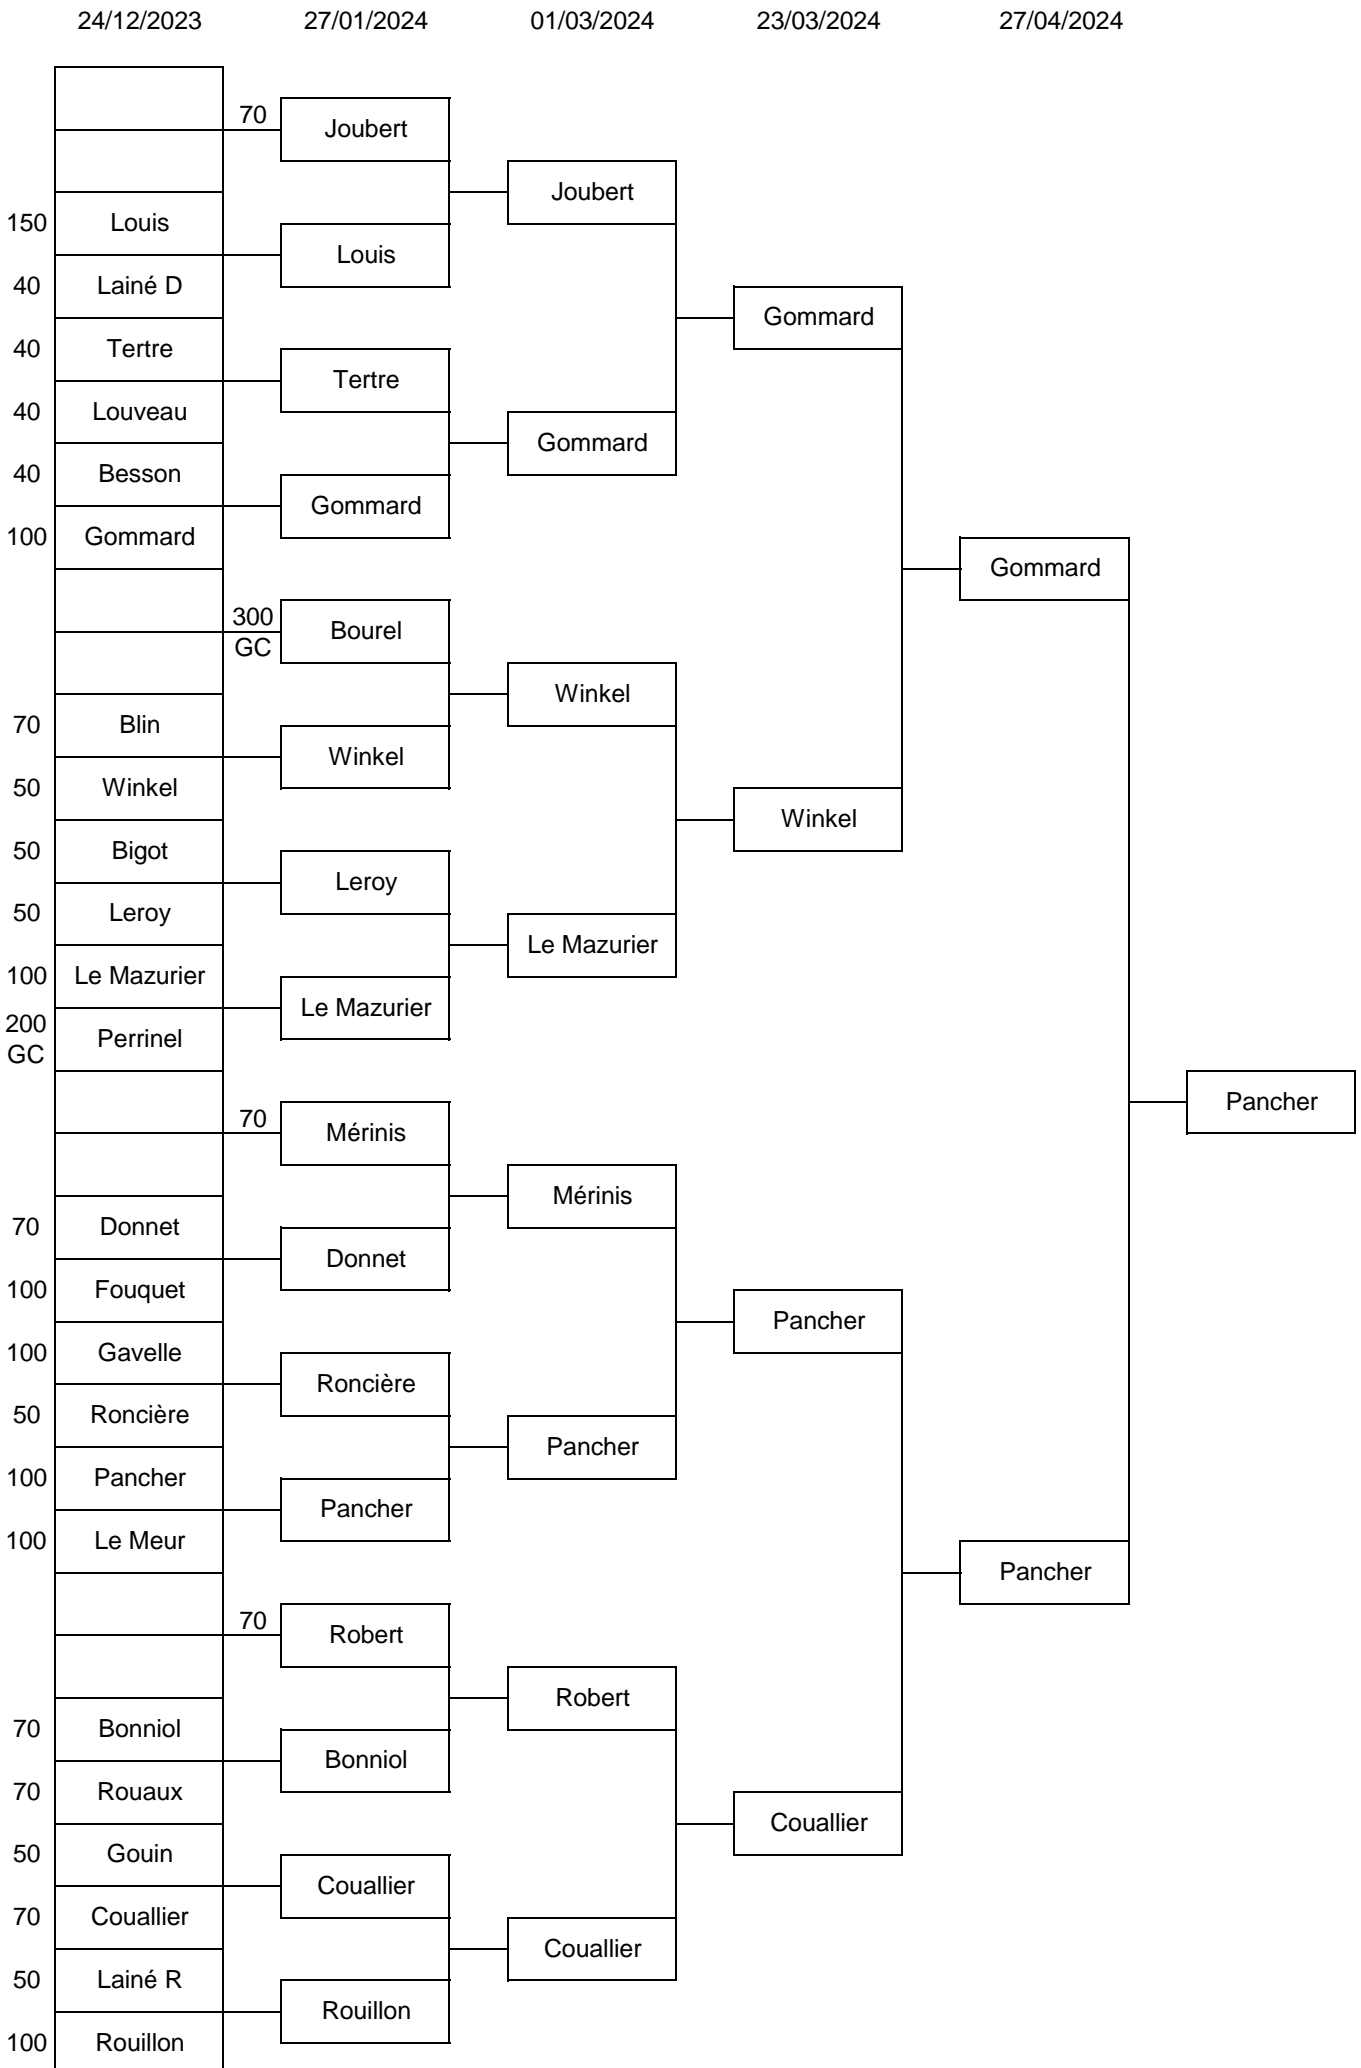 24/12/2023 27/01/2024 01/03/2024 23/03/2024 27/04/2024
70 Joubert
Joubert
150 Louis
Louis
40 Lainé D
Gommard
40 Tertre
Tertre
40 Louveau
Gommard
40 Besson
Gommard
100 Gommard
Gommard
300 Bourel
GC
Winkel
70 Blin
Winkel
50 Winkel
Winkel
50 Bigot
Leroy
50 Leroy
Le Mazurier
100 Le Mazurier
Le Mazurier
200
GC Perrinel
Pancher
70 Mérinis
Mérinis
70 Donnet
Donnet
100 Fouquet
Pancher
100 Gavelle
Roncière
50 Roncière
Pancher
100 Pancher
Pancher
100 Le Meur
Pancher
70 Robert
Robert
70 Bonniol
Bonniol
70 Rouaux
Couallier
50 Gouin
Couallier
70 Couallier
Couallier
50 Lainé R
Rouillon
100 Rouillon